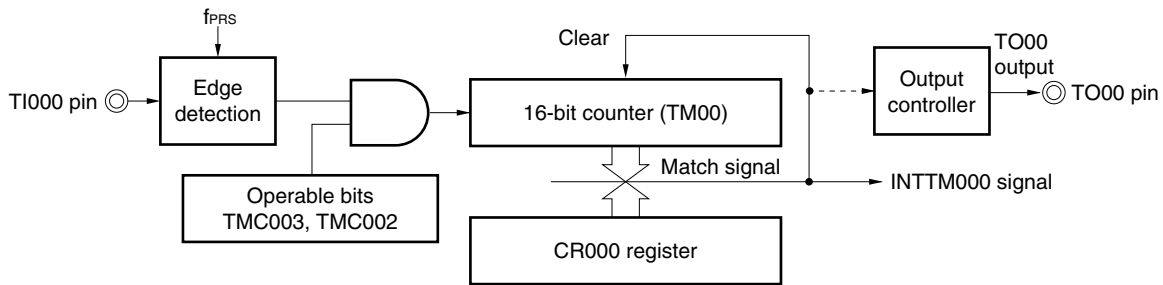 fPRS
Clear
TO00
output
TI000 pin
Edge
detection
16-bit counter (TM00)
Output
controller
TO00 pin
Match signal
INTTM000 signal
Operable bits
TMC003, TMC002
CR000 register